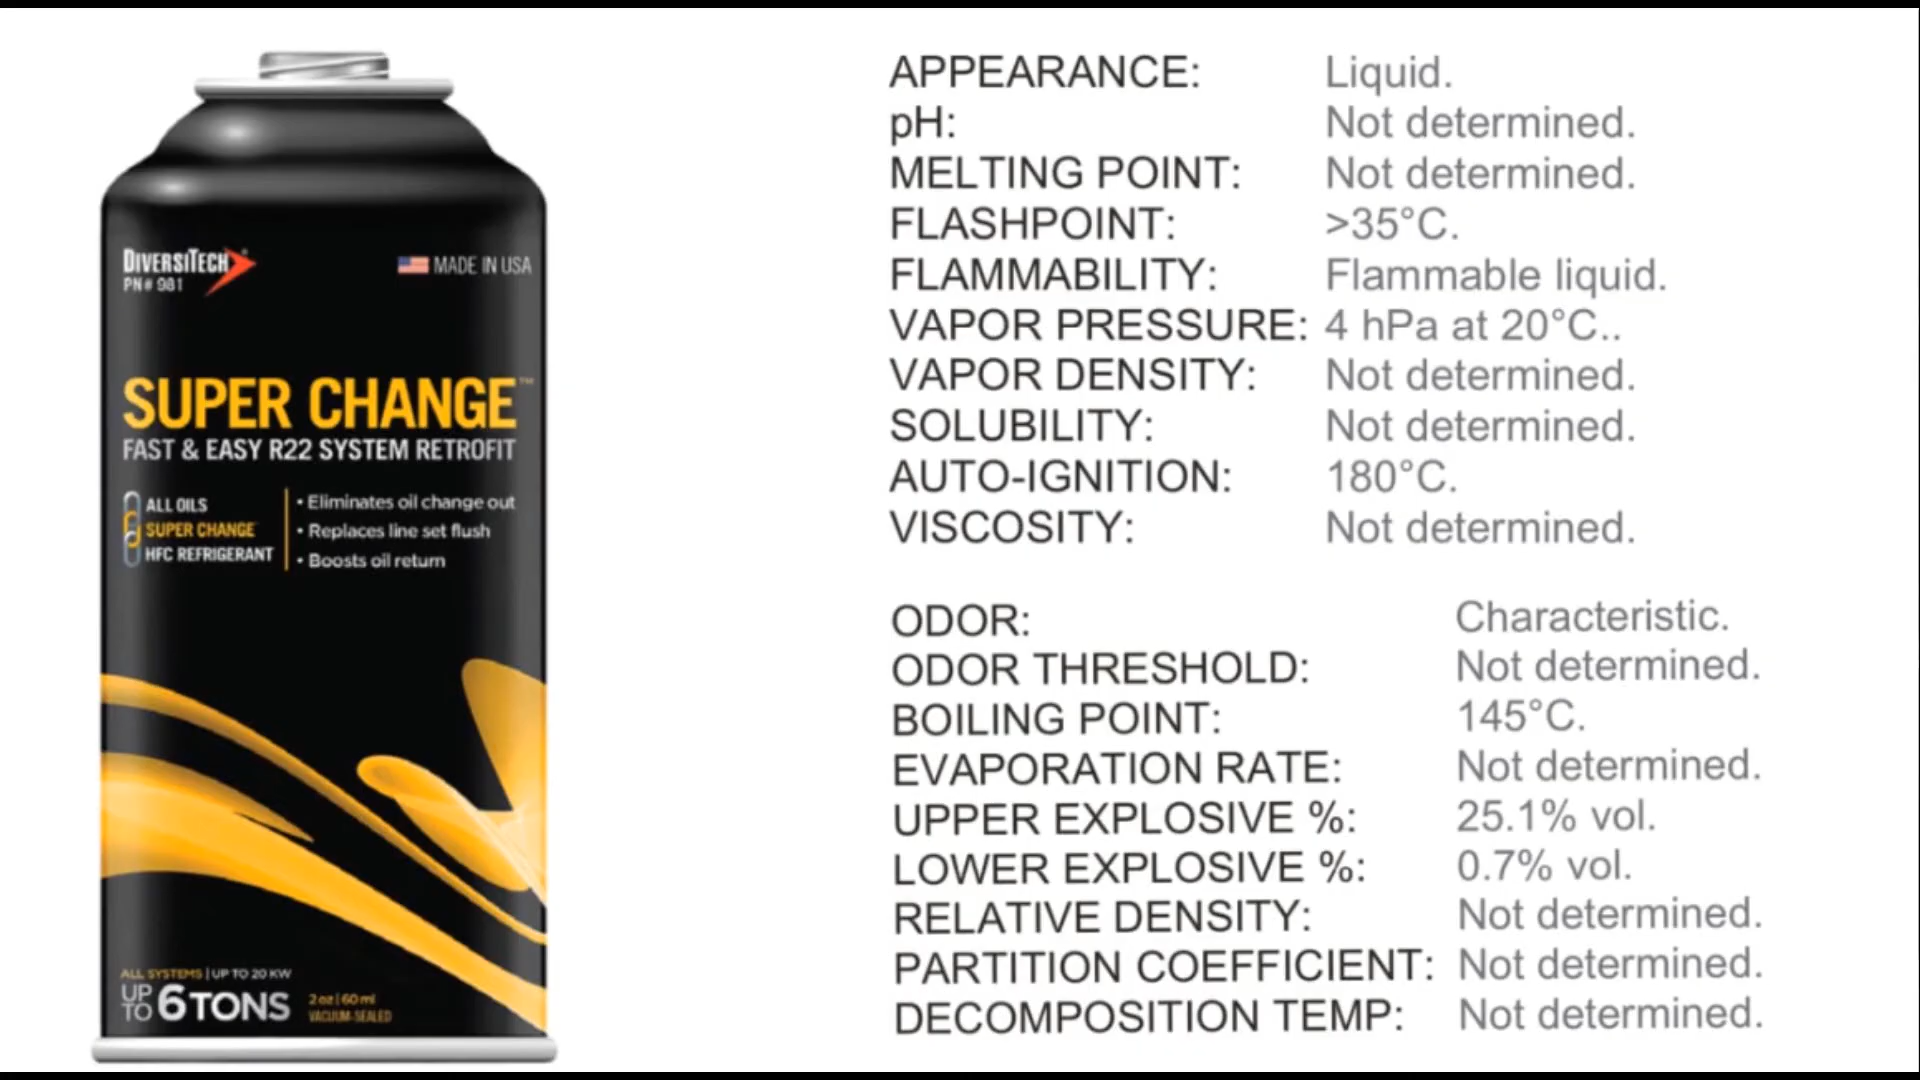 DIVERSITECH
PN# 981
MADE IN USA
SUPER CHANGE™
FAST & EASY R22 SYSTEM RETROFIT
ALL OILS
SUPER CHANGE
HFC REFRIGERANT
• Eliminates oil change out
• Replaces line set flush
• Boosts oil return
ALL SYSTEMS | UP TO 20 KW
UP TO 6 TONS
2 oz | 60 ml
VACUUM-SEALED
APPEARANCE: Liquid.
pH: Not determined.
MELTING POINT: Not determined.
FLASHPOINT: >35°C.
FLAMMABILITY: Flammable liquid.
VAPOR PRESSURE: 4 hPa at 20°C..
VAPOR DENSITY: Not determined.
SOLUBILITY: Not determined.
AUTO-IGNITION: 180°C.
VISCOSITY: Not determined.
ODOR: Characteristic.
ODOR THRESHOLD: Not determined.
BOILING POINT: 145°C.
EVAPORATION RATE: Not determined.
UPPER EXPLOSIVE %: 25.1% vol.
LOWER EXPLOSIVE %: 0.7% vol.
RELATIVE DENSITY: Not determined.
PARTITION COEFFICIENT: Not determined.
DECOMPOSITION TEMP: Not determined.